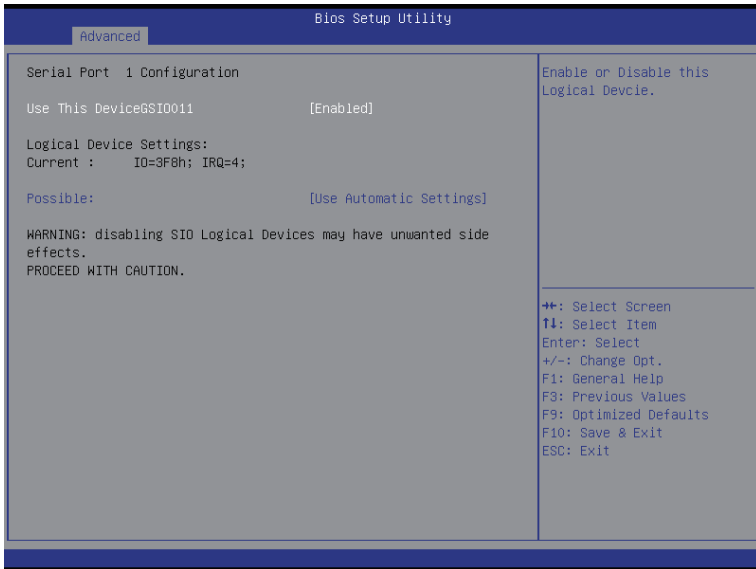 Bios Setup Utility
Advanced
Serial Port 1 Configuration
Use This DeviceGSIO011 [Enabled]
Logical Device Settings:
Current : IO=3F8h; IRQ=4;
Possible: [Use Automatic Settings]
WARNING: disabling SIO Logical Devices may have unwanted side
effects.
PROCEED WITH CAUTION.
Enable or Disable this
Logical Devcie.
→←: Select Screen
↑↓: Select Item
Enter: Select
+/-: Change Opt.
F1: General Help
F3: Previous Values
F9: Optimized Defaults
F10: Save & Exit
ESC: Exit